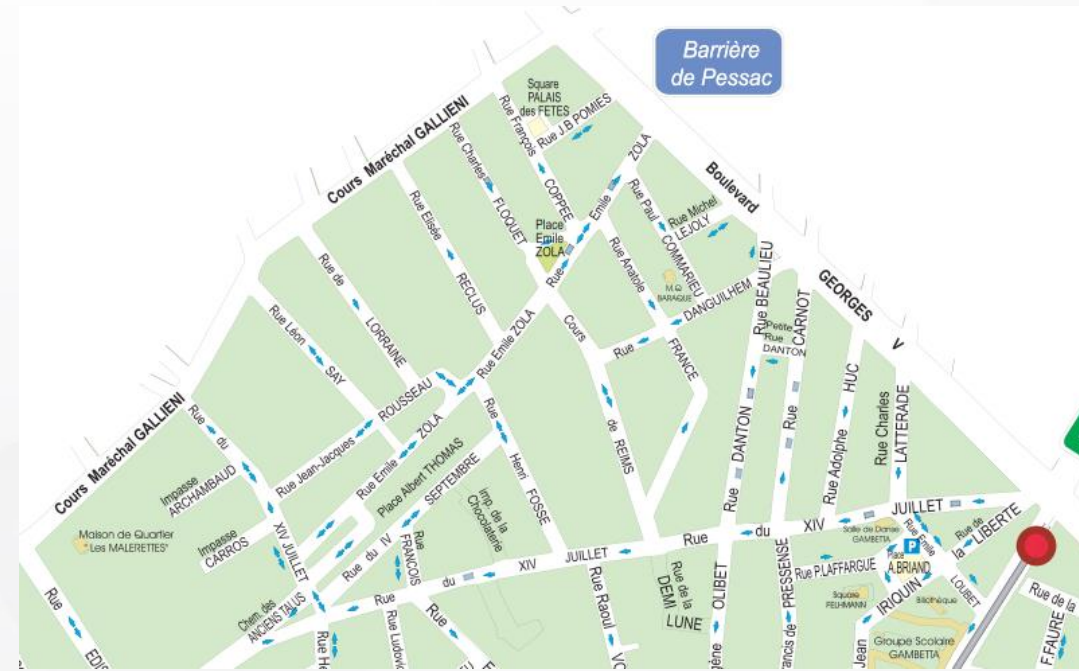 Barrière
de Pessac
Square
PALAIS
des FETES
Rue J.B POMIES
Rue François
COPPEE
Rue Charles
FLOQUET
Cours Maréchal GALLIENI
Rue Elisée
RECLUS
Place
Emile
ZOLA
Rue Emile ZOLA
Rue Paul
COMMARIEU
Rue Michel
LEJOLY
Boulevard
GEORGES
V
Rue de
LORRAINE
Rue Anatole
FRANCE
M.Q
BARAQUE
Rue DANGUILHEM
Rue BEAULIEU
Rue CARNOT
Petite
Rue
DANTON
Rue DANTON
Rue Léon
SAY
Rue Emile ZOLA
Cours
de REIMS
Rue Adolphe HUC
Rue Charles
LATTERADE
Rue Jean-Jacques ROUSSEAU
Rue Emile ZOLA
Place Albert THOMAS
Rue du IV SEPTEMBRE
Rue
Henri
FOSSE
imp. de la
Chocolaterie
Cours Maréchal GALLIENI
Rue
du
XIV JUILLET
Impasse
ARCHAMBAUD
Impasse
CARROS
Maison de Quartier
"Les MALERETTES"
Rue
FRANCOIS
Rue du XIV JUILLET
Rue du XIV JUILLET
Salle de Danse
GAMBETTA
Rue Emile
LOUBET
Rue de
la LIBERTE
P
Place
A.BRIAND
Rue P.LAFFARGUE
Square
FELHMANN
IRIQUIN
Jean
Bibliothèque
Groupe Scolaire
GAMBETTA
Rue de la
F.FAURE
Chem. des
ANCIENS TALUS
Rue
Rue He
Rue Ludovi
Rue
Rue Raoul
Rue de la
DEMI
LUNE
OLIBET
PRESSENSE